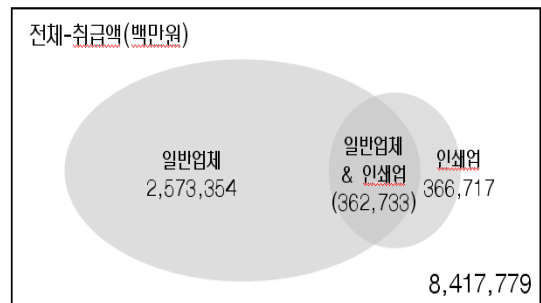 전체-취급액(백만원)
일반업체
2,573,354
일반업체
& 인쇄업
(362,733)
인쇄업
366,717
8,417,779